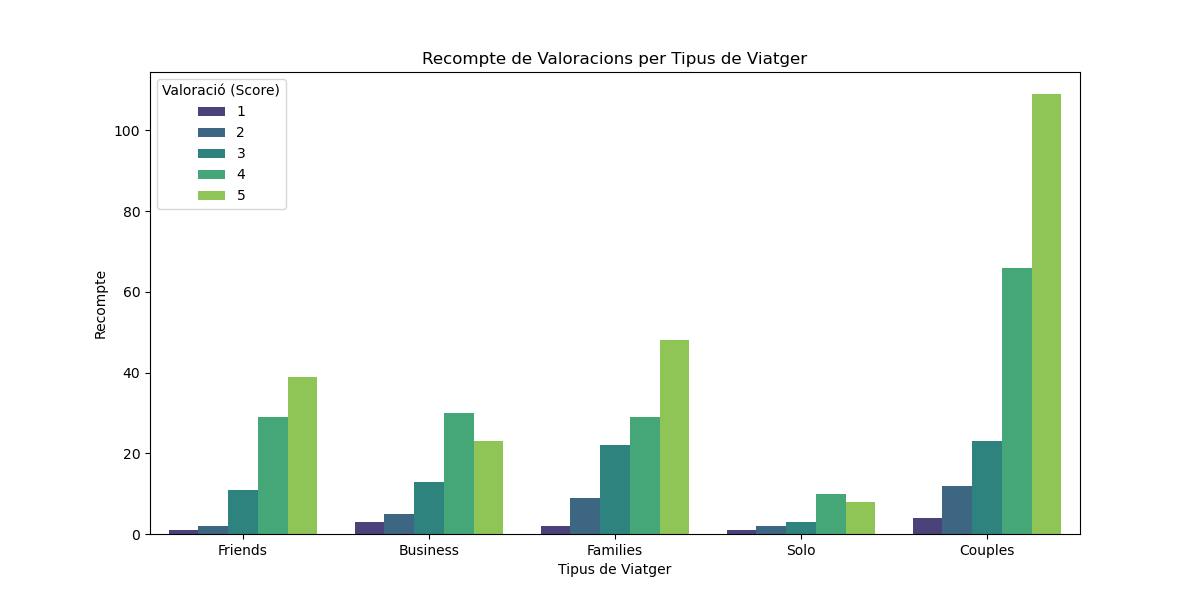 Recompte de Valoracions per Tipus de Viatger
Valoració (Score)
1
2
3
4
5
100
80
60
40
20
0
Recompte
Friends
Business
Families
Solo
Couples
Tipus de Viatger